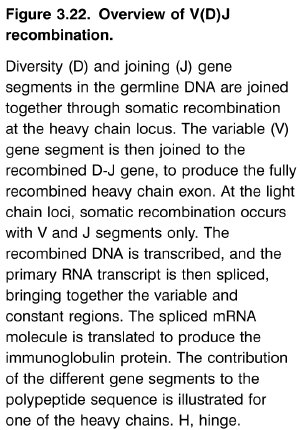 Figure 3.22. Overview of V(D)J
recombination.
Diversity (D) and joining (J) gene
segments in the germline DNA are joined
together through somatic recombination
at the heavy chain locus. The variable (V)
gene segment is then joined to the
recombined D-J gene, to produce the fully
recombined heavy chain exon. At the light
chain loci, somatic recombination occurs
with V and J segments only. The
recombined DNA is transcribed, and the
primary RNA transcript is then spliced,
bringing together the variable and
constant regions. The spliced mRNA
molecule is translated to produce the
immunoglobulin protein. The contribution
of the different gene segments to the
polypeptide sequence is illustrated for
one of the heavy chains. H, hinge.